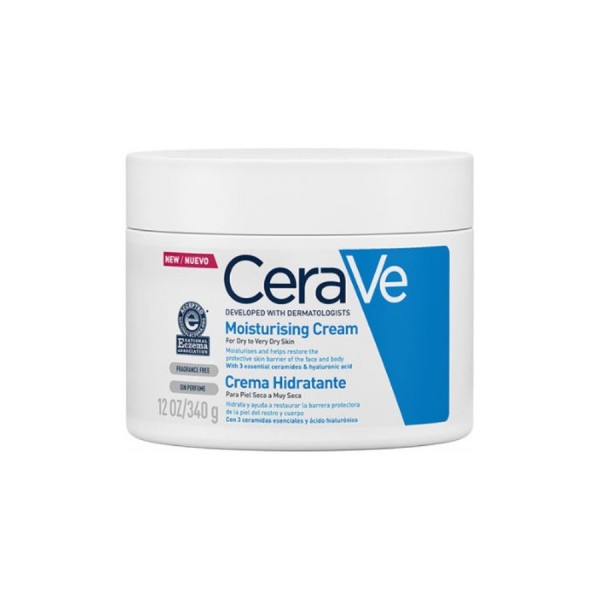 NEW / NUEVO
CeraVe
DEVELOPED WITH DERMATOLOGISTS
Moisturising Cream
For Dry to Very Dry Skin
Moisturises and helps restore the
protective skin barrier of the face and body
With 3 essential ceramides & hyaluronic acid
ACCEPTED
e
NATIONAL
Eczema
ASSOCIATION
FRAGRANCE FREE
SIN PERFUME
12 OZ/340 g
Crema Hidratante
Para Piel Seca a Muy Seca
Hidrata y ayuda a restaurar la barrera protectora
de la piel del rostro y cuerpo
Con 3 ceramidas esenciales y ácido hialurónico